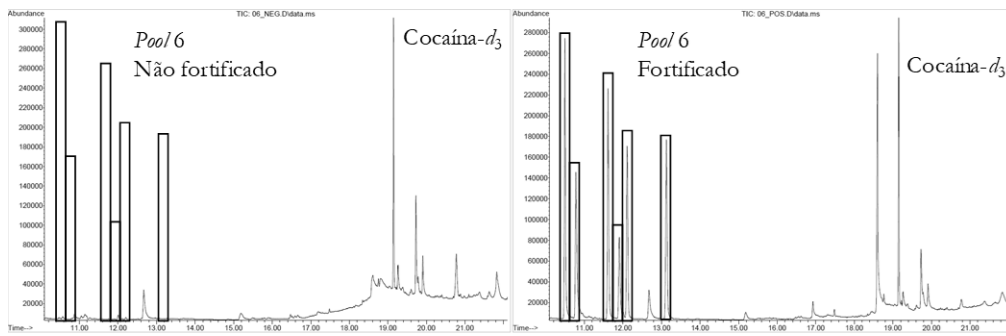 Abundance
TIC: 06_NEG.D\data.ms
300000
280000
260000
240000
220000
200000
180000
160000
140000
120000
100000
80000
60000
40000
20000
Pool 6
Não fortificado
Cocaína-d3
Time-->
11.00 12.00 13.00 14.00 15.00 16.00 17.00 18.00 19.00 20.00 21.00
Abundance
TIC: 06_POS.D\data.ms
280000
260000
240000
220000
200000
180000
160000
140000
120000
100000
80000
60000
40000
20000
Pool 6
Fortificado
Cocaína-d3
Time-->
11.00 12.00 13.00 14.00 15.00 16.00 17.00 18.00 19.00 20.00 21.00